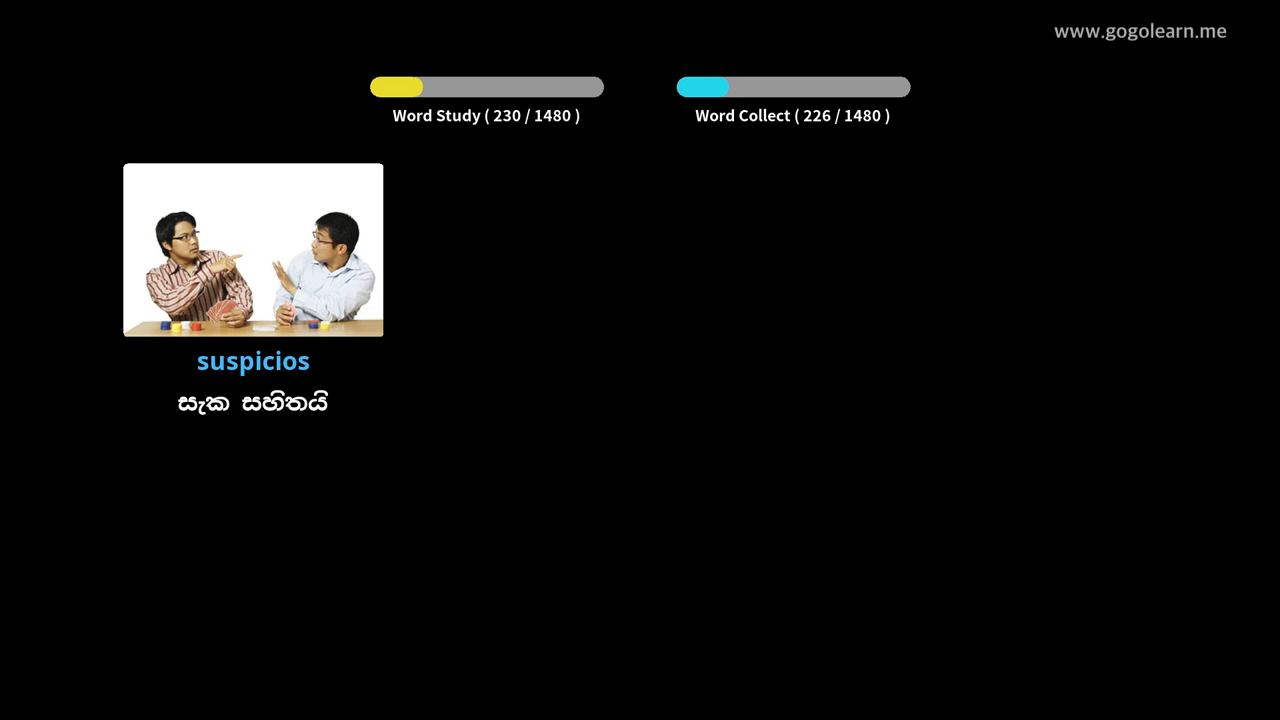 www.gogolearn.me
Word Study ( 230 / 1480 )
Word Collect ( 226 / 1480 )
suspicios
සැක සහිතයි